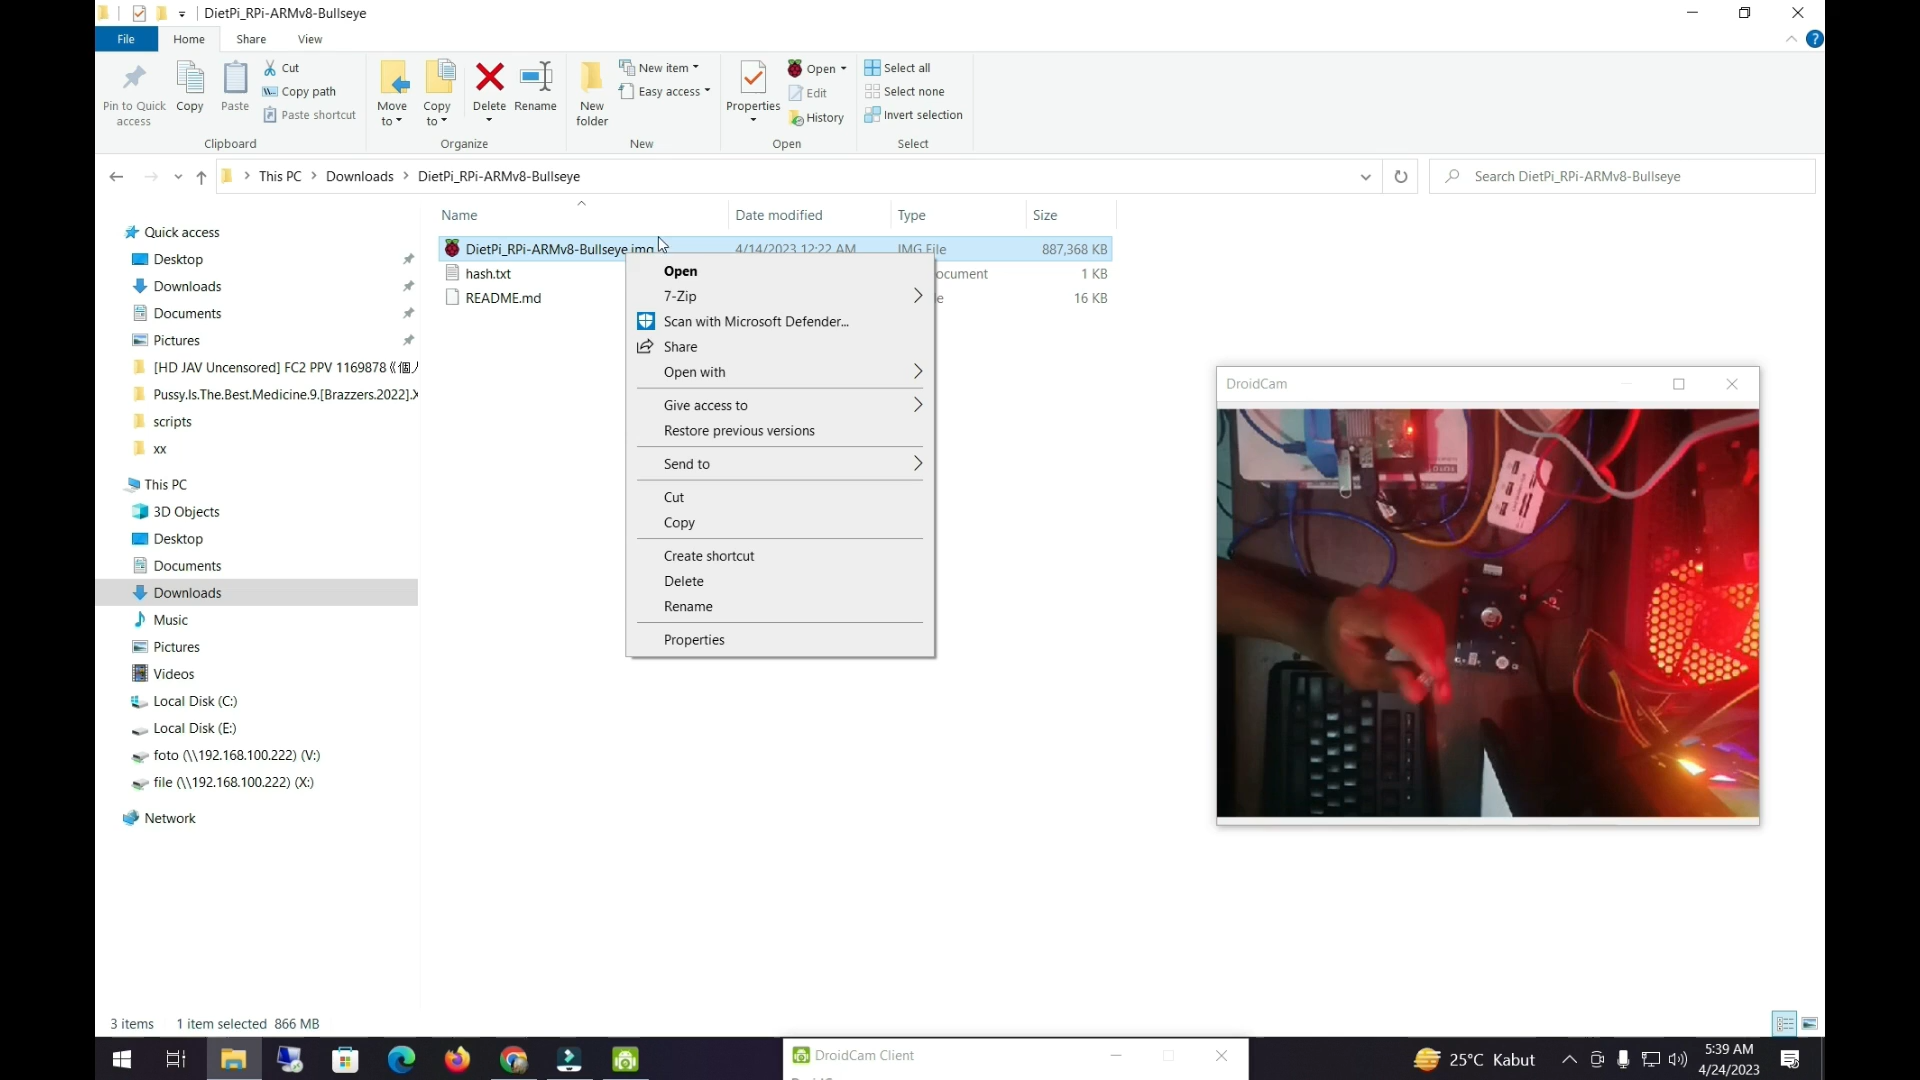 DietPi_RPi-ARMv8-Bullseye
File
Home
Share
View
Pin to Quick access
Copy
Paste
Cut
Copy path
Paste shortcut
Clipboard
Move to
Copy to
Delete
Rename
Organize
New folder
New item
Easy access
New
Properties
Open
Edit
History
Open
Select all
Select none
Invert selection
Select
This PC
Downloads
DietPi_RPi-ARMv8-Bullseye
Search DietPi_RPi-ARMv8-Bullseye
Quick access
Desktop
Downloads
Documents
Pictures
[HD JAV Uncensored] FC2 PPV 1169878《個
Pussy.Is.The.Best.Medicine.9.[Brazzers.2022].X
scripts
xx
This PC
3D Objects
Desktop
Documents
Downloads
Music
Pictures
Videos
Local Disk (C:)
Local Disk (E:)
foto (\\192.168.100.222) (V:)
file (\\192.168.100.222) (X:)
Network
Name
Date modified
Type
Size
DietPi_RPi-ARMv8-Bullseye.img
4/14/2023 12:22 AM
IMG File
887,368 KB
hash.txt
ocument
1 KB
README.md
le
16 KB
Open
7-Zip
Scan with Microsoft Defender...
Share
Open with
Give access to
Restore previous versions
Send to
Cut
Copy
Create shortcut
Delete
Rename
Properties
DroidCam
3 items
1 item selected 866 MB
DroidCam Client
25°C Kabut
5:39 AM
4/24/2023